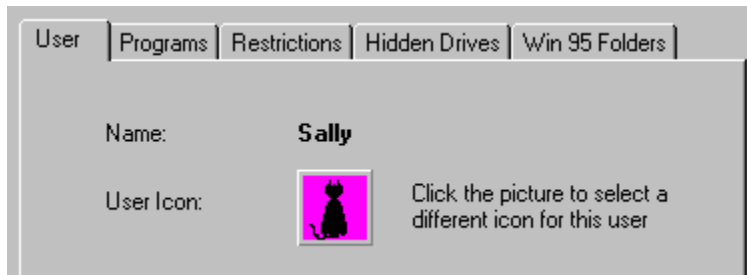 User Programs Restrictions Hidden Drives Win 95 Folders
Name: Sally
User Icon: Click the picture to select a
different icon for this user